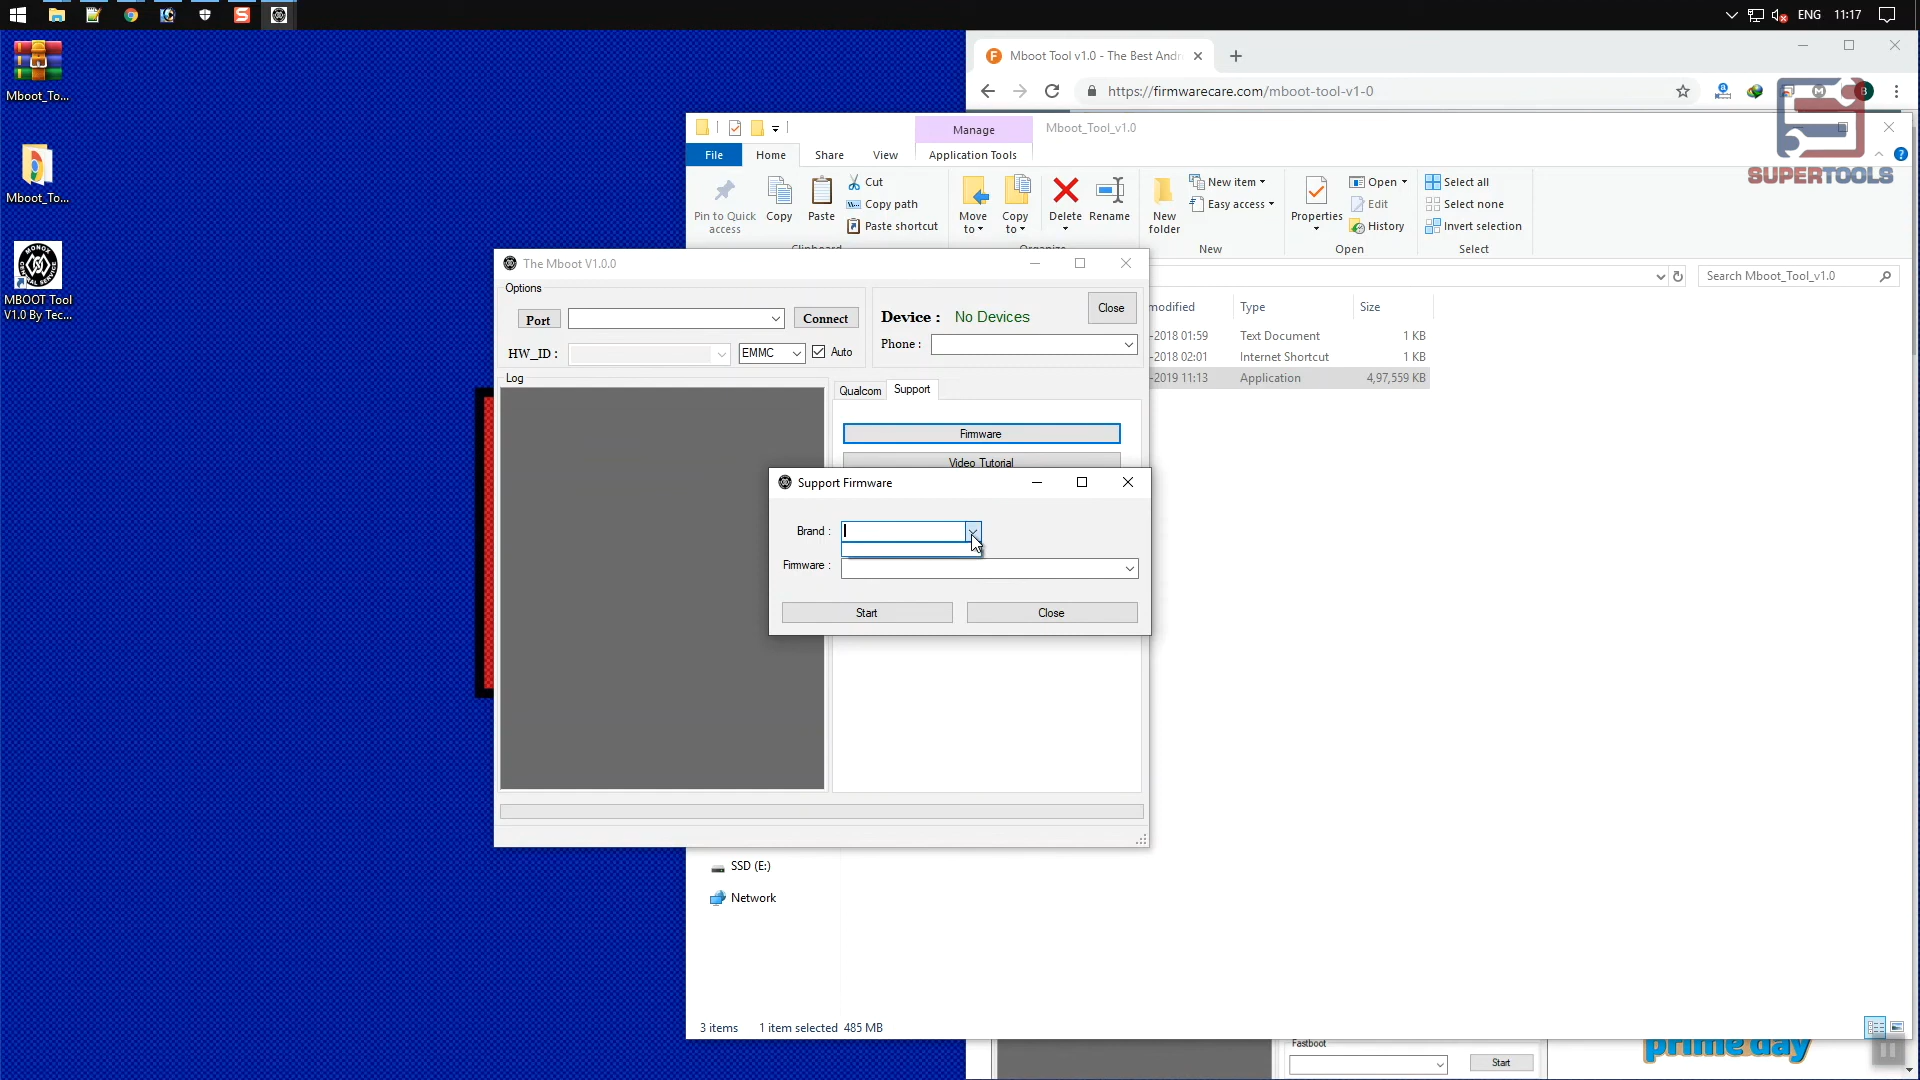 ENG
11:17
Mboot_To...
Mboot_To...
MONOX
CENTRAL SERVICE
MBOOT Tool
V1.0 By Tec...
Mboot Tool v1.0 - The Best Andr
https://firmwarecare.com/mboot-tool-v1-0
SUPERTOOLS
Manage
Mboot_Tool_v1.0
File
Home
Share
View
Application Tools
Pin to Quick
access
Copy
Paste
Cut
Copy path
Paste shortcut
Move
to
Copy
to
Delete
Rename
New
folder
New item
Easy access
Properties
Open
Edit
History
Select all
Select none
Invert selection
New
Open
Select
Search Mboot_Tool_v1.0
modified
Type
Size
-2018 01:59
Text Document
1 KB
-2018 02:01
Internet Shortcut
1 KB
-2019 11:13
Application
4,97,559 KB
The Mboot V1.0.0
Options
Port
Connect
HW_ID :
EMMC
Auto
Device :
No Devices
Close
Phone :
Log
Qualcom
Support
Firmware
Video Tutorial
Support Firmware
Brand :
Firmware :
Start
Close
SSD (E:)
Network
3 items
1 item selected
485 MB
Fastboot
Start
prime day